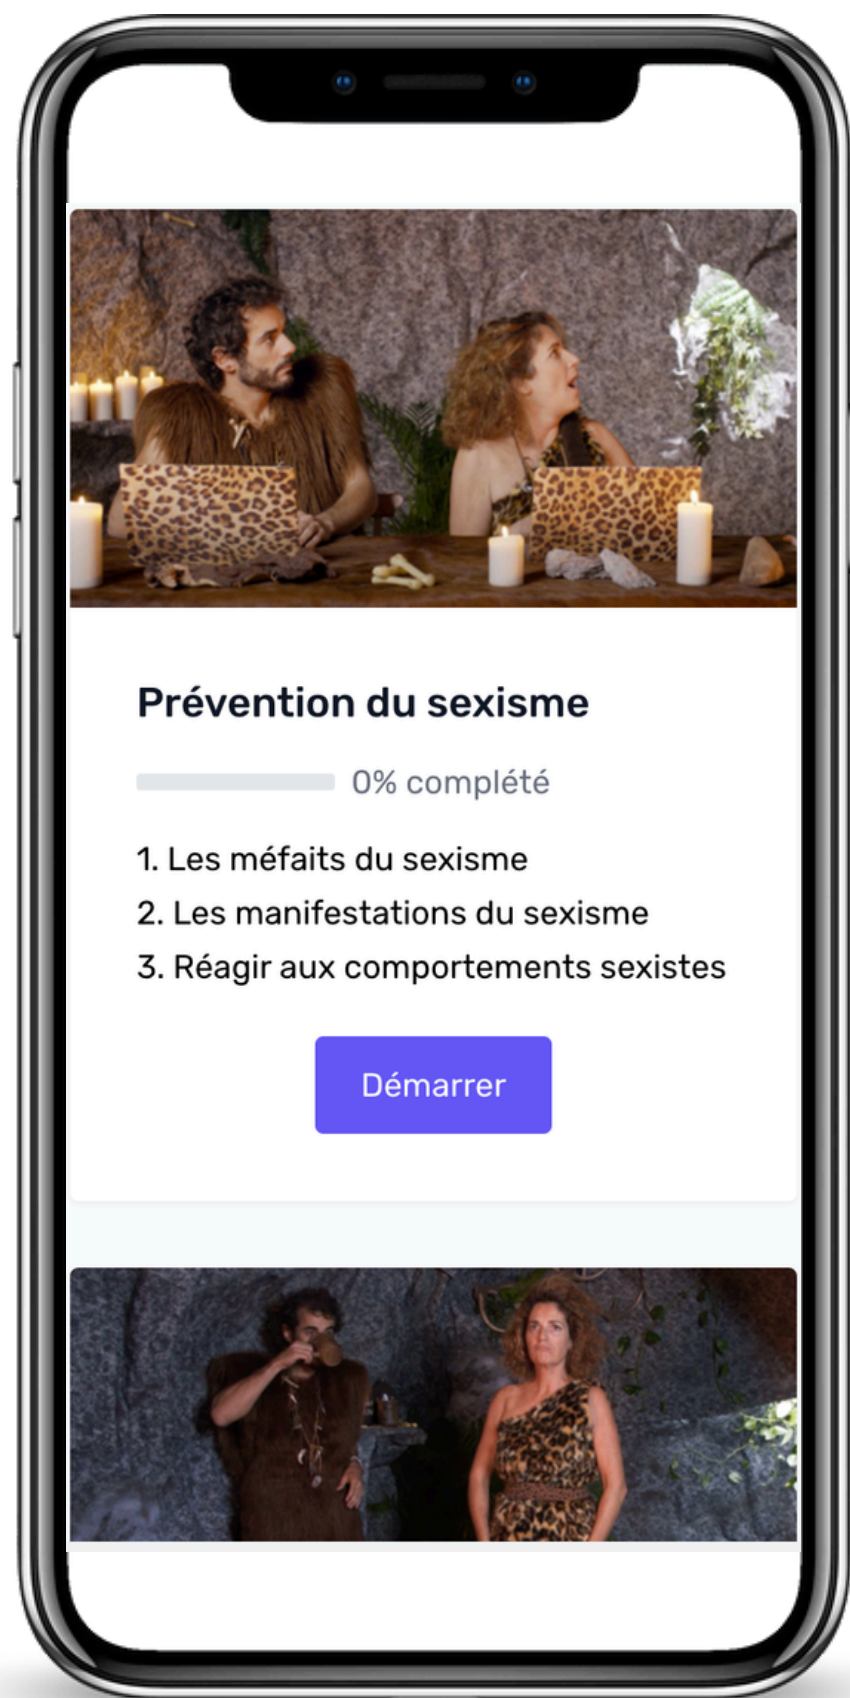 Prévention du sexisme
0% complété
1. Les méfaits du sexisme
2. Les manifestations du sexisme
3. Réagir aux comportements sexistes
Démarrer